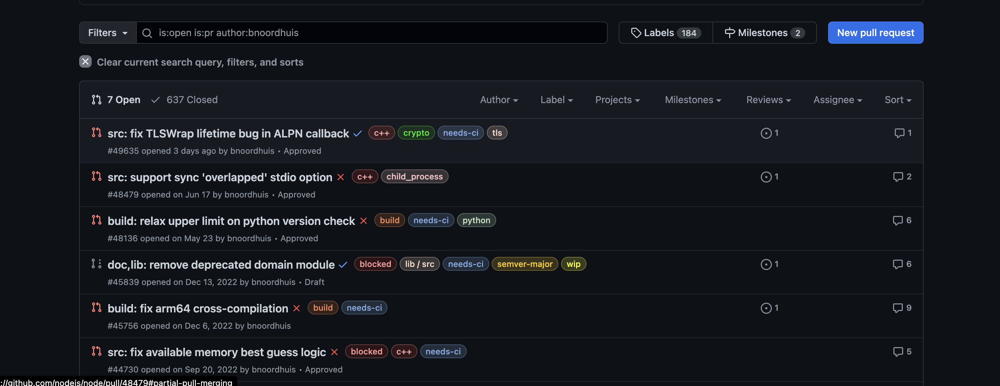 Filters is:open is:pr author:bnoordhuis Labels 184 Milestones 2 New pull request
Clear current search query, filters, and sorts
7 Open 637 Closed Author Label Projects Milestones Reviews Assignee Sort
src: fix TLSWrap lifetime bug in ALPN callback c++ crypto needs-ci tls 1 1
#49635 opened 3 days ago by bnoordhuis • Approved
src: support sync 'overlapped' stdio option c++ child_process 1 2
#48479 opened on Jun 17 by bnoordhuis • Approved
build: relax upper limit on python version check build needs-ci python 6
#48136 opened on May 23 by bnoordhuis • Approved
doc,lib: remove deprecated domain module blocked lib / src needs-ci semver-major wip 1 6
#45839 opened on Dec 13, 2022 by bnoordhuis • Draft
build: fix arm64 cross-compilation build needs-ci 1 9
#45756 opened on Dec 6, 2022 by bnoordhuis
src: fix available memory best guess logic blocked c++ needs-ci 5
#44730 opened on Sep 20, 2022 by bnoordhuis • Approved
://github.com/nodejs/node/pull/48479#partial-pull-merging